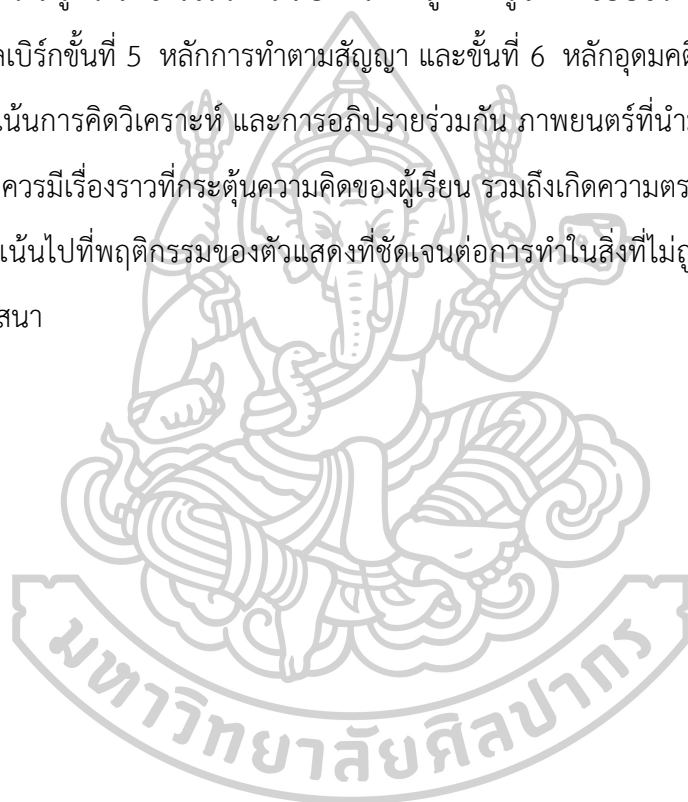 ลเบิร์กขั้นที่ 5 หลักการทำตามสัญญา และขั้นที่ 6 หลักอุดมคติ
น้นการคิดวิเคราะห์ และการอภิปรายร่วมกัน ภาพยนตร์ที่นำ
ควรมีเรื่องราวที่กระตุ้นความคิดของผู้เรียน รวมถึงเกิดความตร
น้นไปที่พฤติกรรมของตัวแสดงที่ชัดเจนต่อการทำในสิ่งที่ไม่ถู
สนา
มหาวิทยาลัยศิลปากร